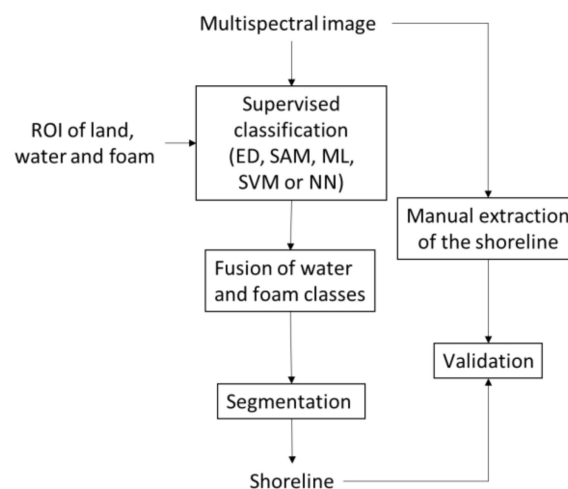 Multispectral image
Supervised
classification
(ED, SAM, ML,
SVM or NN)
ROI of land,
water and foam
Manual extraction
of the shoreline
Fusion of water
and foam classes
Validation
Segmentation
Shoreline